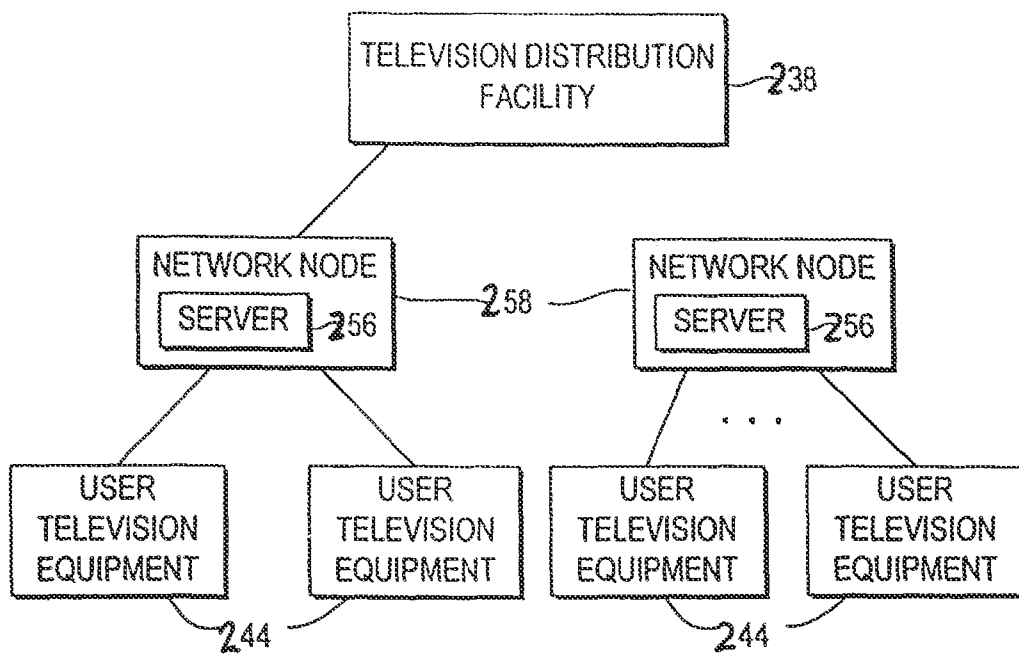 TELEVISION DISTRIBUTION
FACILITY
238
NETWORK NODE
SERVER
256
258
NETWORK NODE
SERVER
256
. . .
USER
TELEVISION
EQUIPMENT
USER
TELEVISION
EQUIPMENT
USER
TELEVISION
EQUIPMENT
USER
TELEVISION
EQUIPMENT
244
244